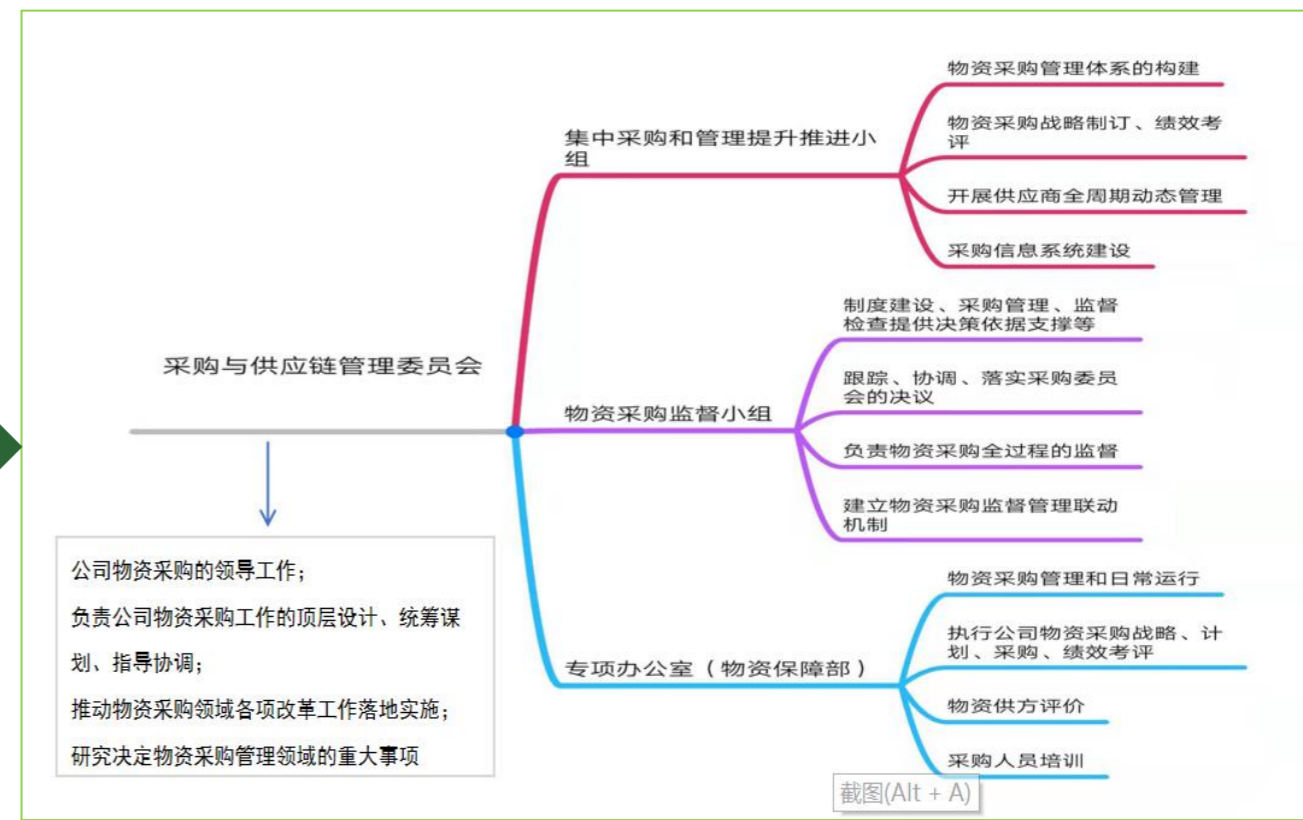 物资采购管理体系的构建
集中采购和管理提升推进小
组
物资采购战略制订、绩效考
评
开展供应商全周期动态管理
采购信息系统建设
采购与供应链管理委员会
物资采购监督小组
制度建设、采购管理、监督
检查提供决策依据支撑等
跟踪、协调、落实采购委员
会的决议
负责物资采购全过程的监督
建立物资采购监督管理联动
机制
公司物资采购的领导工作；
负责公司物资采购工作的顶层设计、统筹谋
划、指导协调；
推动物资采购领域各项改革工作落地实施；
研究决定物资采购管理领域的重大事项
专项办公室（物资保障部）
物资采购管理和日常运行
执行公司物资采购战略、计
划、采购、绩效考评
物资供方评价
采购人员培训
截图(Alt + A)